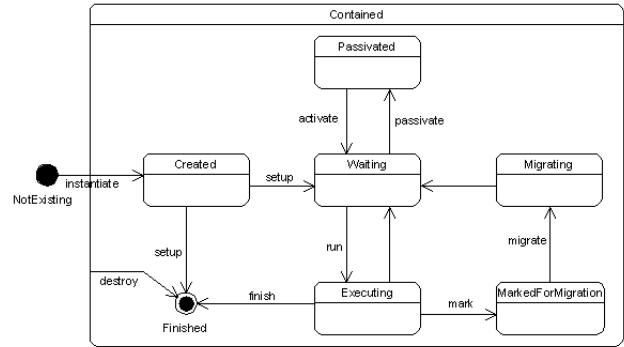 Contained
Passivated
activate
passivate
Created
Waiting
Migrating
instantiate
setup
NotExisting
setup
run
migrate
destroy
Executing
MarkedForMigration
finish
mark
Finished